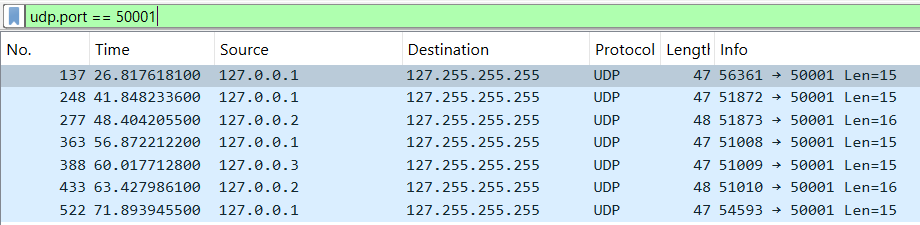 udp.port == 50001
No. Time Source Destination Protocol Length Info
137 26.817618100 127.0.0.1 127.255.255.255 UDP 47 56361 → 50001 Len=15
248 41.848233600 127.0.0.1 127.255.255.255 UDP 47 51872 → 50001 Len=15
277 48.404205500 127.0.0.2 127.255.255.255 UDP 48 51873 → 50001 Len=16
363 56.872212200 127.0.0.1 127.255.255.255 UDP 47 51008 → 50001 Len=15
388 60.017712800 127.0.0.3 127.255.255.255 UDP 47 51009 → 50001 Len=15
433 63.427986100 127.0.0.2 127.255.255.255 UDP 48 51010 → 50001 Len=16
522 71.893945500 127.0.0.1 127.255.255.255 UDP 47 54593 → 50001 Len=15